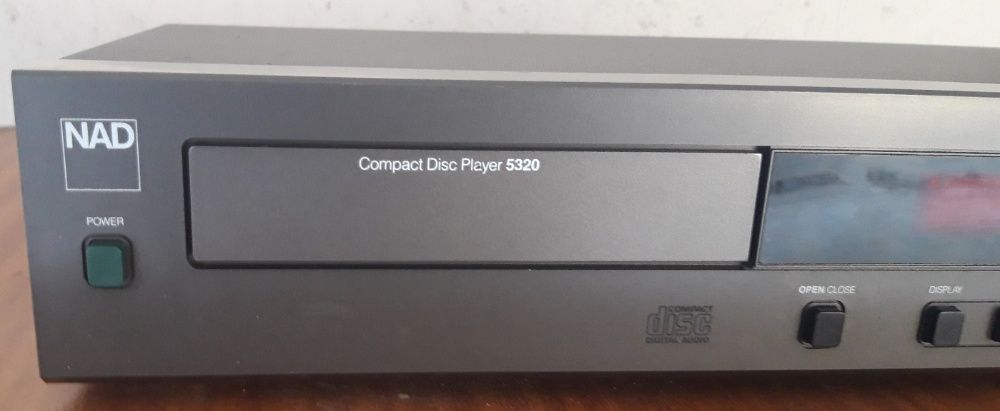 NAD
Compact Disc Player 5320
POWER
OPEN/CLOSE
DISPLAY
COMPACT
disc
DIGITAL AUDIO